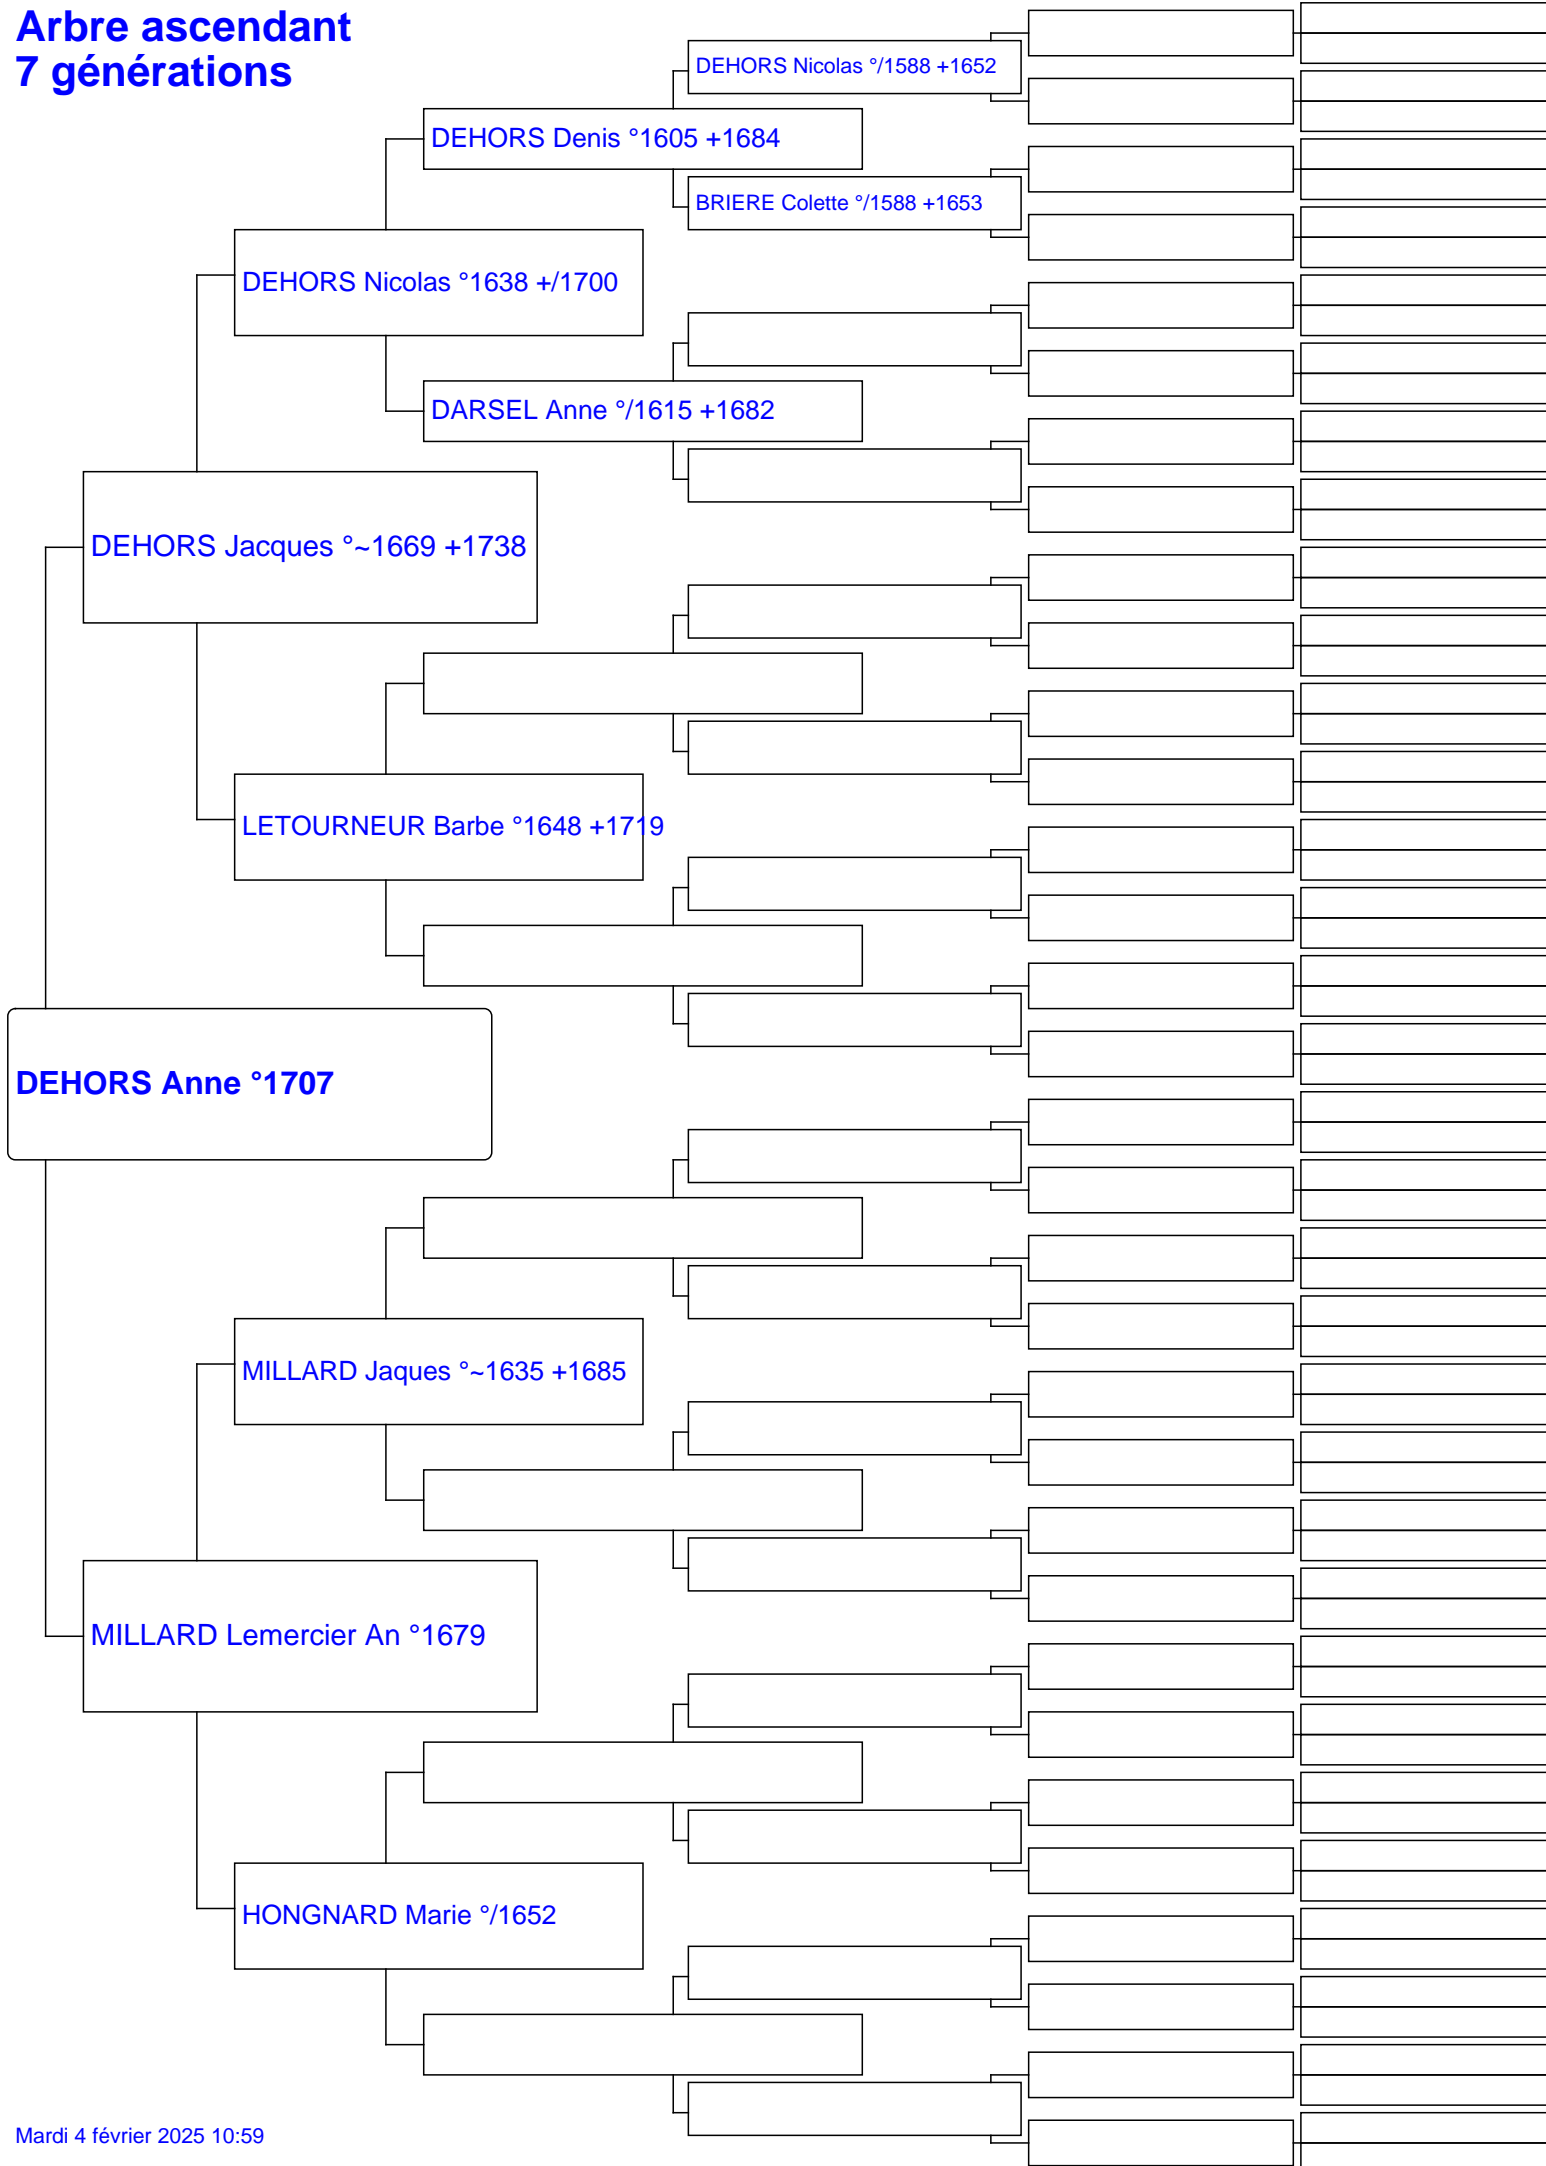 Arbre ascendant
7 générations
DEHORS Nicolas °/1588 +1652
DEHORS Denis °1605 +1684
BRIERE Colette °/1588 +1653
DEHORS Nicolas °1638 +/1700
DARSEL Anne °/1615 +1682
DEHORS Jacques °~1669 +1738
LETOURNEUR Barbe °1648 +1719
DEHORS Anne °1707
MILLARD Jaques °~1635 +1685
MILLARD Lemercier An °1679
HONGNARD Marie °/1652
Mardi 4 février 2025 10:59